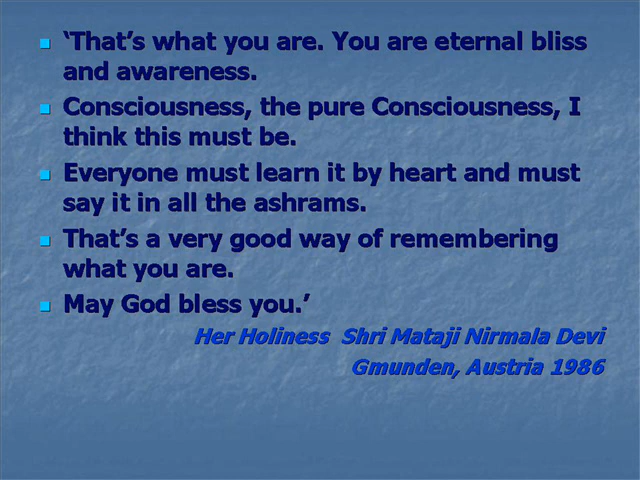 ‘That’s what you are. You are eternal bliss
and awareness.
Consciousness, the pure Consciousness, I
think this must be.
Everyone must learn it by heart and must
say it in all the ashrams.
That’s a very good way of remembering
what you are.
May God bless you.’
Her Holiness  Shri Mataji Nirmala Devi
Gmunden, Austria 1986